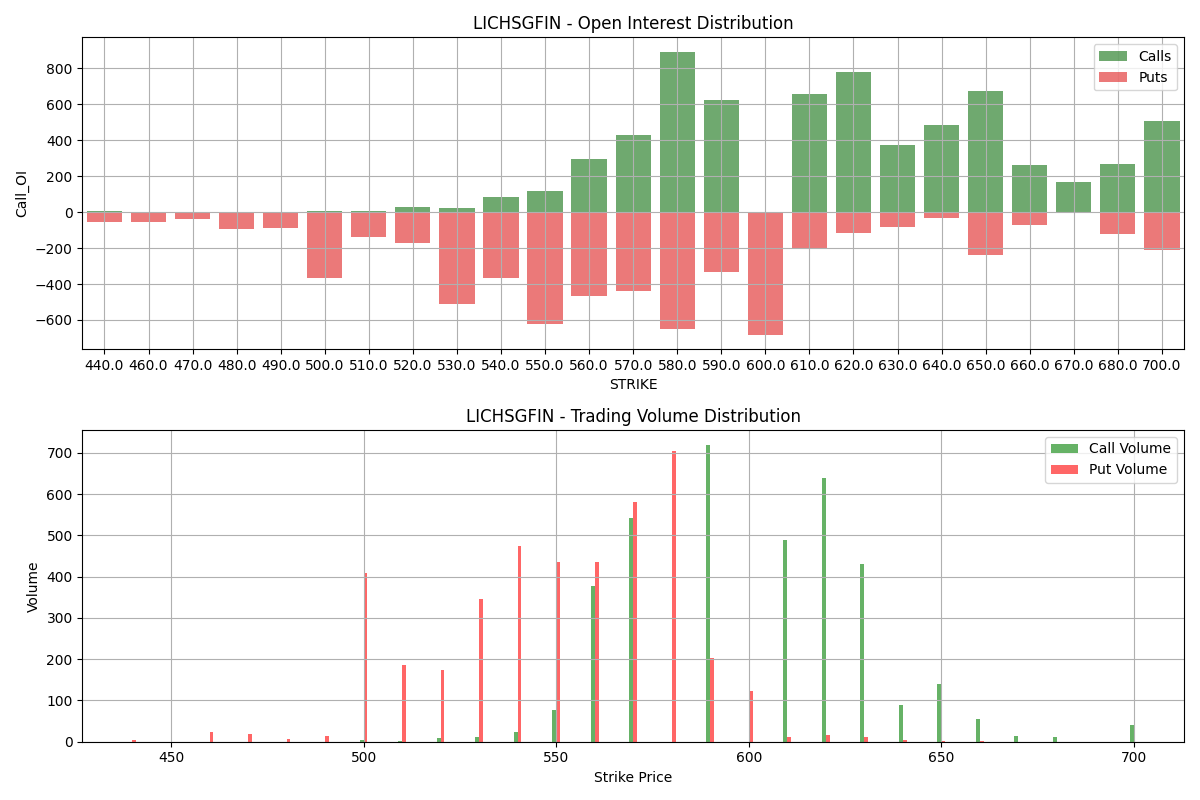 LICHSGFIN - Open Interest Distribution
Calls
Puts
800
600
400
200
0
−200
−400
−600
Call_OI
440.0 460.0 470.0 480.0 490.0 500.0 510.0 520.0 530.0 540.0 550.0 560.0 570.0 580.0 590.0 600.0 610.0 620.0 630.0 640.0 650.0 660.0 670.0 680.0 700.0
STRIKE
LICHSGFIN - Trading Volume Distribution
Call Volume
Put Volume
700
600
500
400
300
200
100
0
Volume
450 500 550 600 650 700
Strike Price